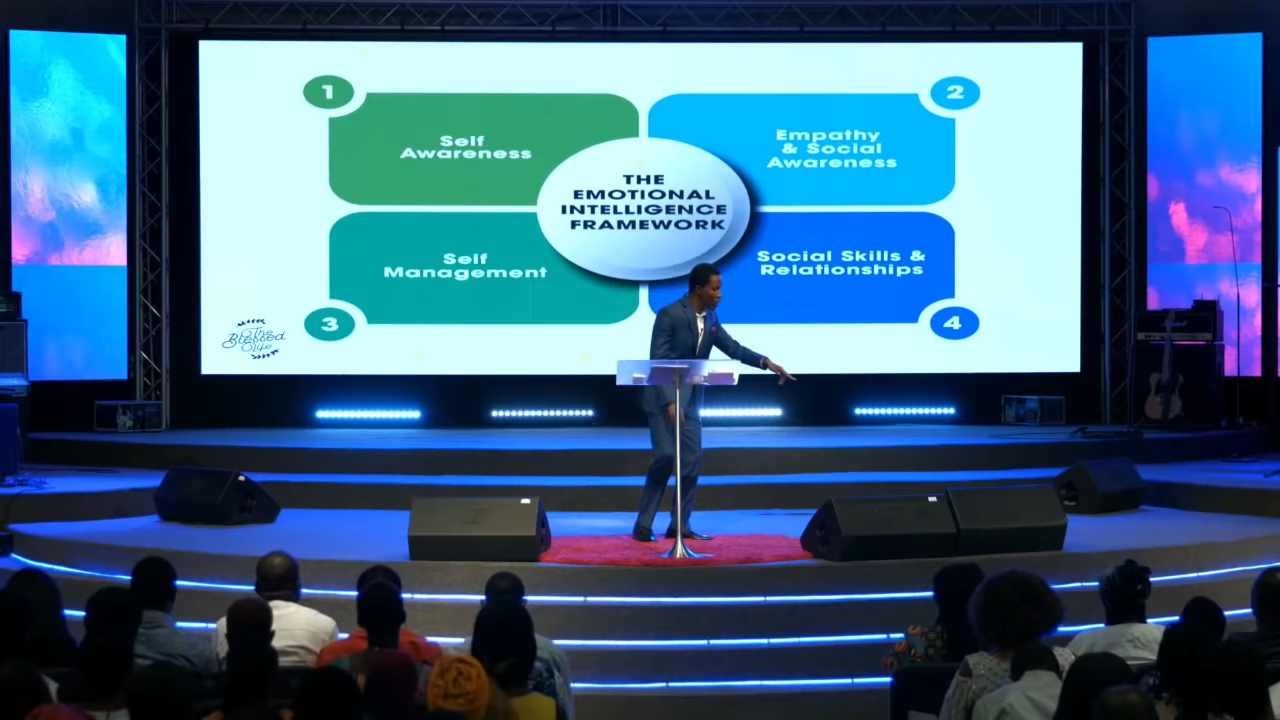 1
Self
Awareness
2
Empathy
& Social
Awareness
THE
EMOTIONAL
INTELLIGENCE
FRAMEWORK
Self
Management
3
Social Skills &
Relationships
4
The
Blessed
Life